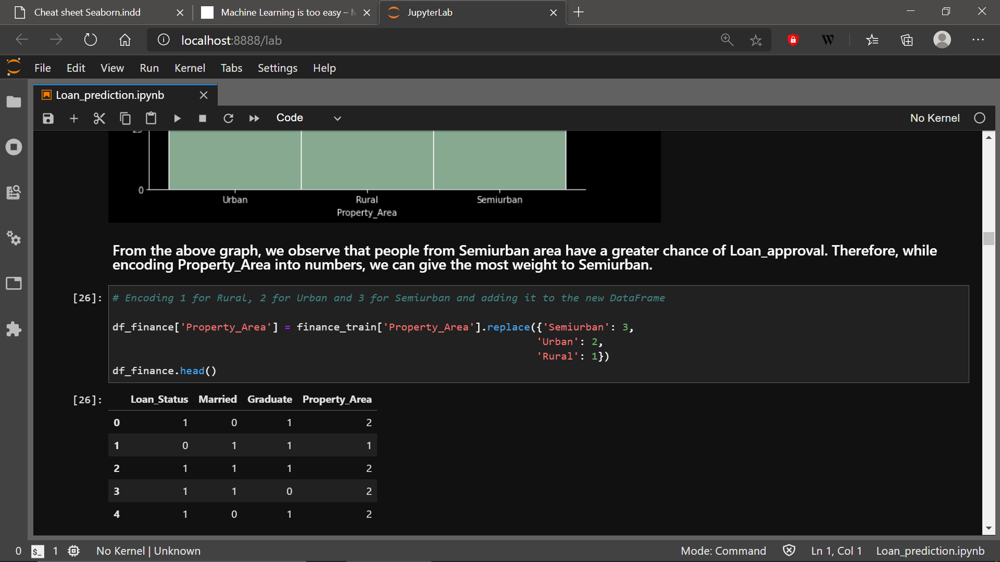 Cheat sheet Seaborn.indd
Machine Learning is too easy –
JupyterLab
localhost:8888/lab
W
File Edit View Run Kernel Tabs Settings Help
Loan_prediction.ipynb
Code
No Kernel
0
Urban Rural Semiurban
Property_Area
From the above graph, we observe that people from Semiurban area have a greater chance of Loan_approval. Therefore, while
encoding Property_Area into numbers, we can give the most weight to Semiurban.
[26]: # Encoding 1 for Rural, 2 for Urban and 3 for Semiurban and adding it to the new DataFrame
df_finance['Property_Area'] = finance_train['Property_Area'].replace({'Semiurban': 3,
'Urban': 2,
'Rural': 1})
df_finance.head()
[26]: Loan_Status Married Graduate Property_Area
0 1 0 1 2
1 0 1 1 1
2 1 1 1 2
3 1 1 0 2
4 1 0 1 2
0 $_ 1 No Kernel | Unknown Mode: Command Ln 1, Col 1 Loan_prediction.ipynb